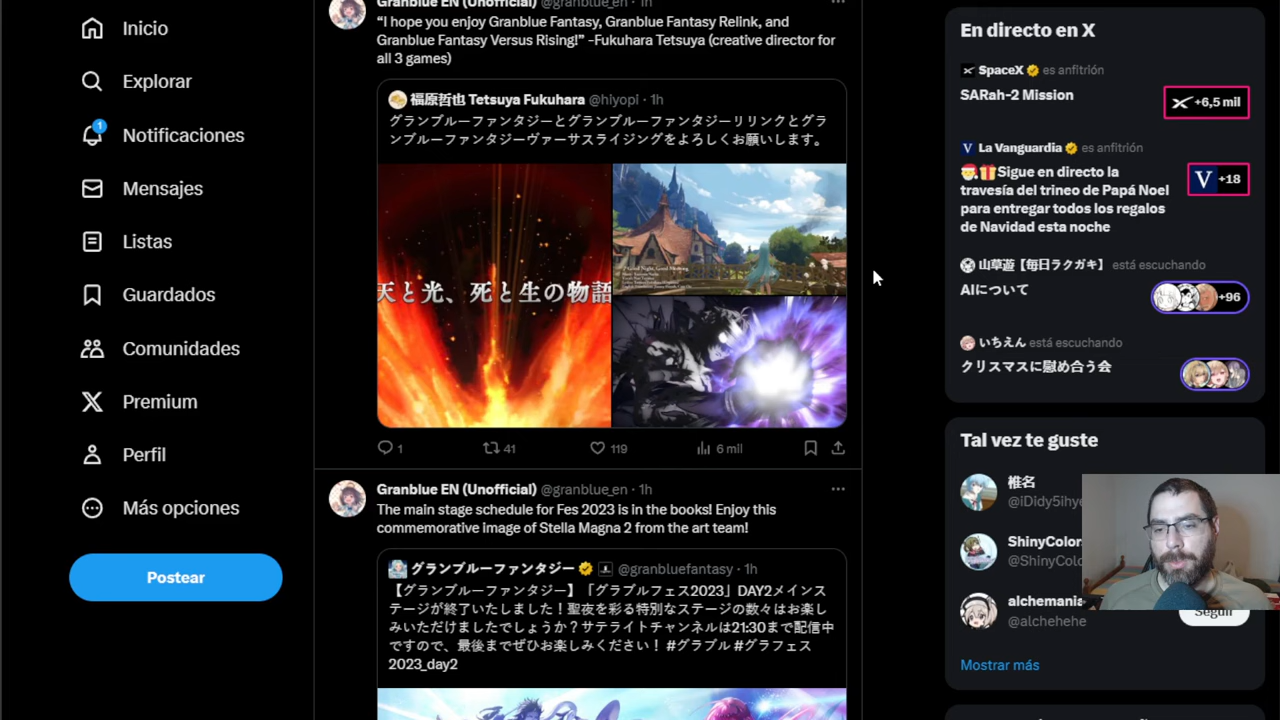 Inicio
Explorar
1
Notificaciones
Mensajes
Listas
Guardados
Comunidades
Premium
Perfil
Más opciones
Postear
Granblue EN (Unofficial) @granblue_en · 1h
“I hope you enjoy Granblue Fantasy, Granblue Fantasy Relink, and
Granblue Fantasy Versus Rising!” -Fukuhara Tetsuya (creative director for
all 3 games)
福原哲也 Tetsuya Fukuhara @hiyopi · 1h
グランブルーファンタジーとグランブルーファンタジーリリンクとグラ
ンブルーファンタジーヴァーサスライジングをよろしくお願いします。
天と光、死と生の物語
1
41
119
6 mil
Granblue EN (Unofficial) @granblue_en · 1h
The main stage schedule for Fes 2023 is in the books! Enjoy this
commemorative image of Stella Magna 2 from the art team!
グランブルーファンタジー @granbluefantasy · 1h
【グランブルーファンタジー】「グラブルフェス2023」DAY2メインス
テージが終了いたしました！聖夜を彩る特別なステージの数々はお楽し
みいただけましたでしょうか？サテライトチャンネルは21:30まで配信中
ですので、最後までぜひお楽しみください！ #グラブル #グラフェス
2023_day2
En directo en X
SpaceX es anfitrión
SARah-2 Mission
+6,5 mil
La Vanguardia es anfitrión
Sigue en directo la
travesía del trineo de Papá Noel
para entregar todos los regalos
de Navidad esta noche
V +18
山草遊【毎日ラクガキ】 está escuchando
AIについて
+96
いちえん está escuchando
クリスマスに慰め合う会
Tal vez te guste
椎名
@iDidy5ihy
ShinyColor
@ShinyColo
alchemania
@alchehehe
Seguir
Mostrar más